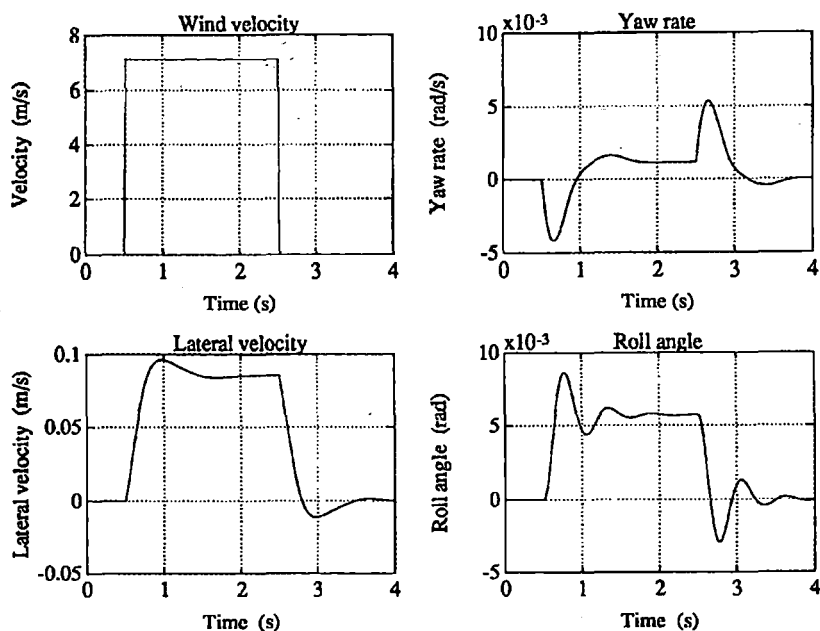 Wind velocity
8
6
4
2
0
Velocity (m/s)
0 1 2 3 4
Time (s)
x10-3
Yaw rate
10
5
0
-5
Yaw rate (rad/s)
0 1 2 3 4
Time (s)
Lateral velocity
0.1
0.05
0
-0.05
Lateral velocity (m/s)
0 1 2 3 4
Time (s)
x10-3
Roll angle
10
5
0
-5
Roll angle (rad)
0 1 2 3 4
Time (s)